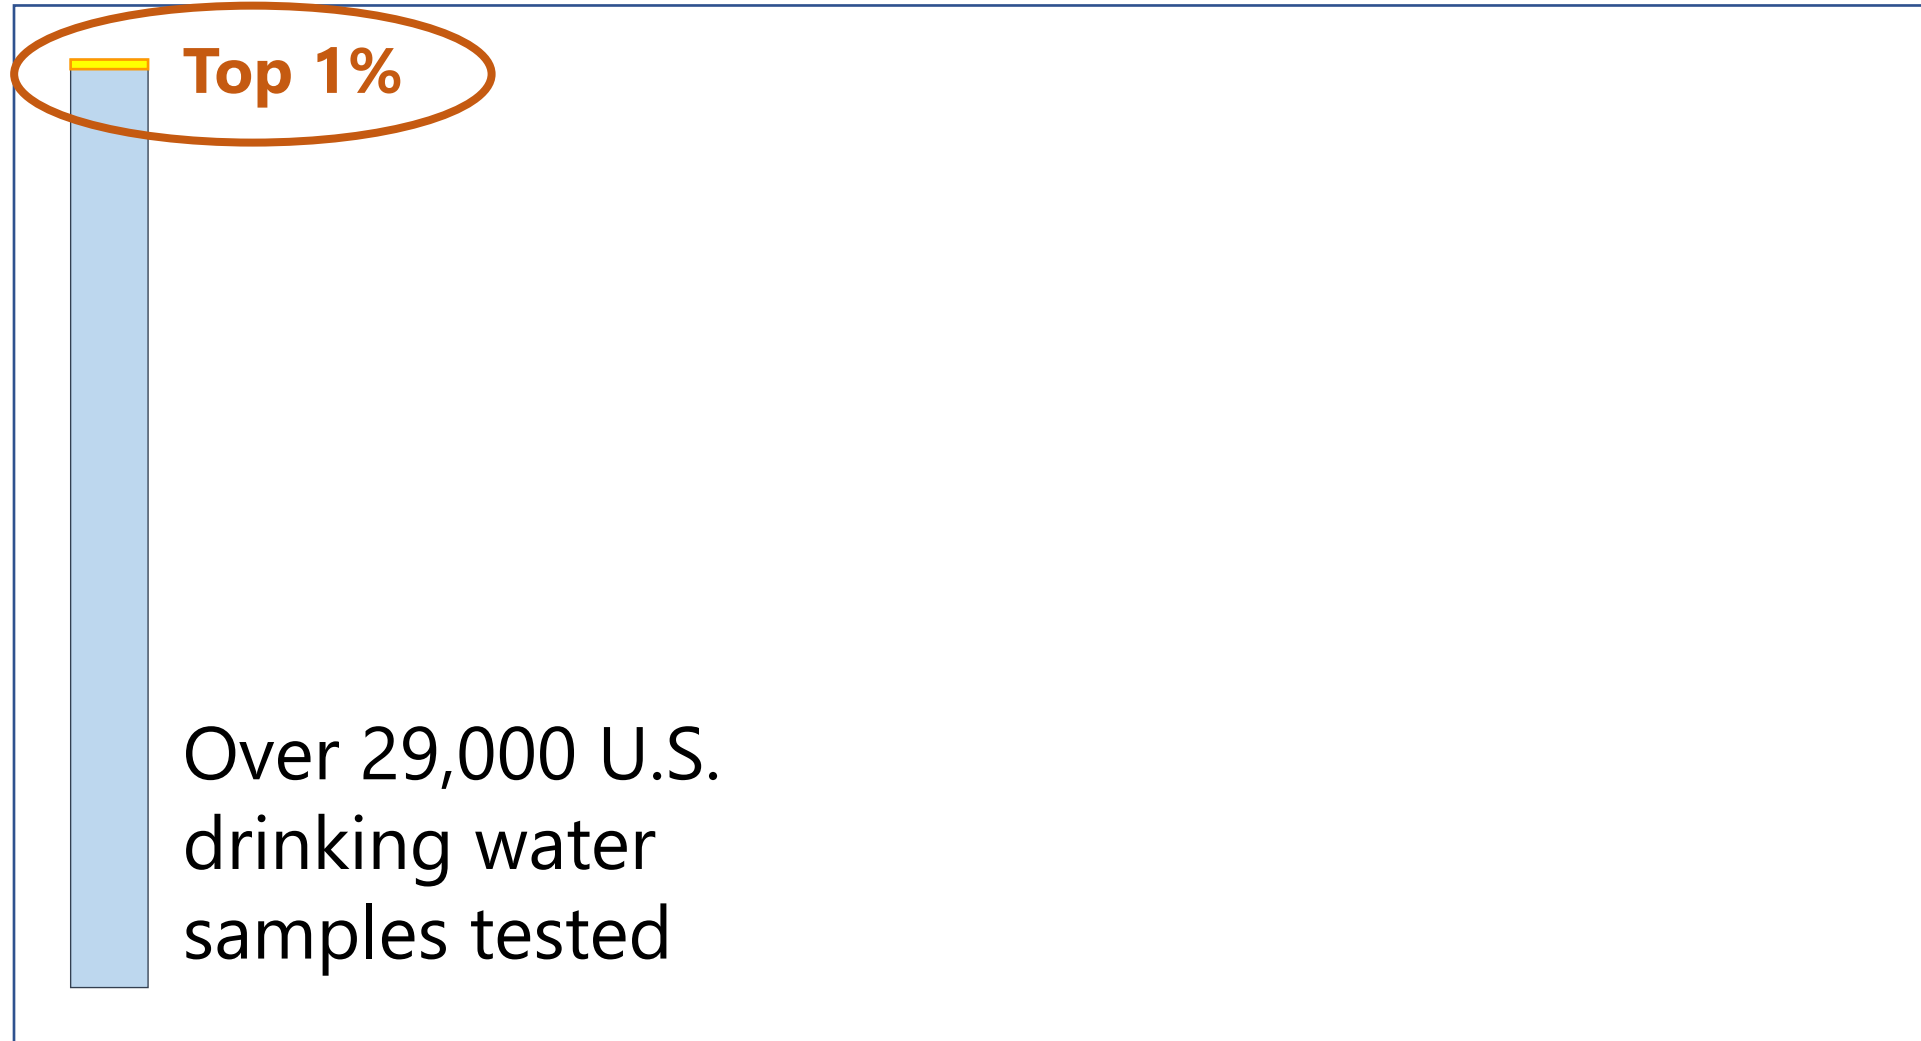 Top 1%
Over 29,000 U.S.
drinking water
samples tested